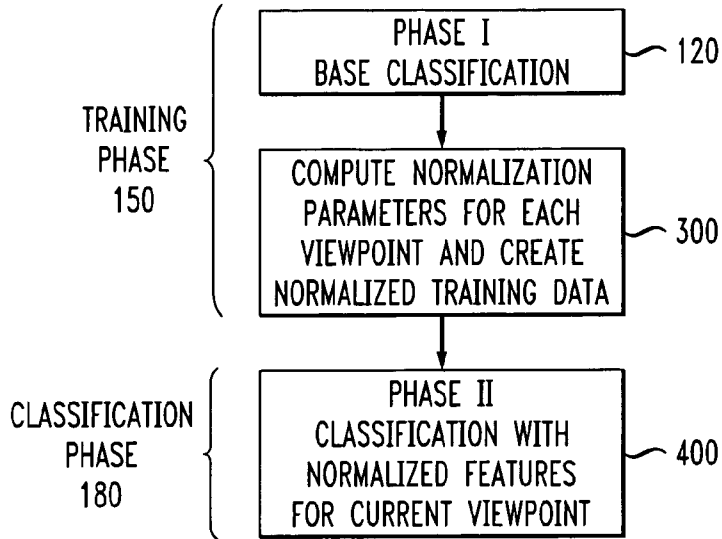 PHASE I
BASE CLASSIFICATION
120
TRAINING
PHASE
150
COMPUTE NORMALIZATION
PARAMETERS FOR EACH
VIEWPOINT AND CREATE
NORMALIZED TRAINING DATA
300
CLASSIFICATION
PHASE
180
PHASE II
CLASSIFICATION WITH
NORMALIZED FEATURES
FOR CURRENT VIEWPOINT
400